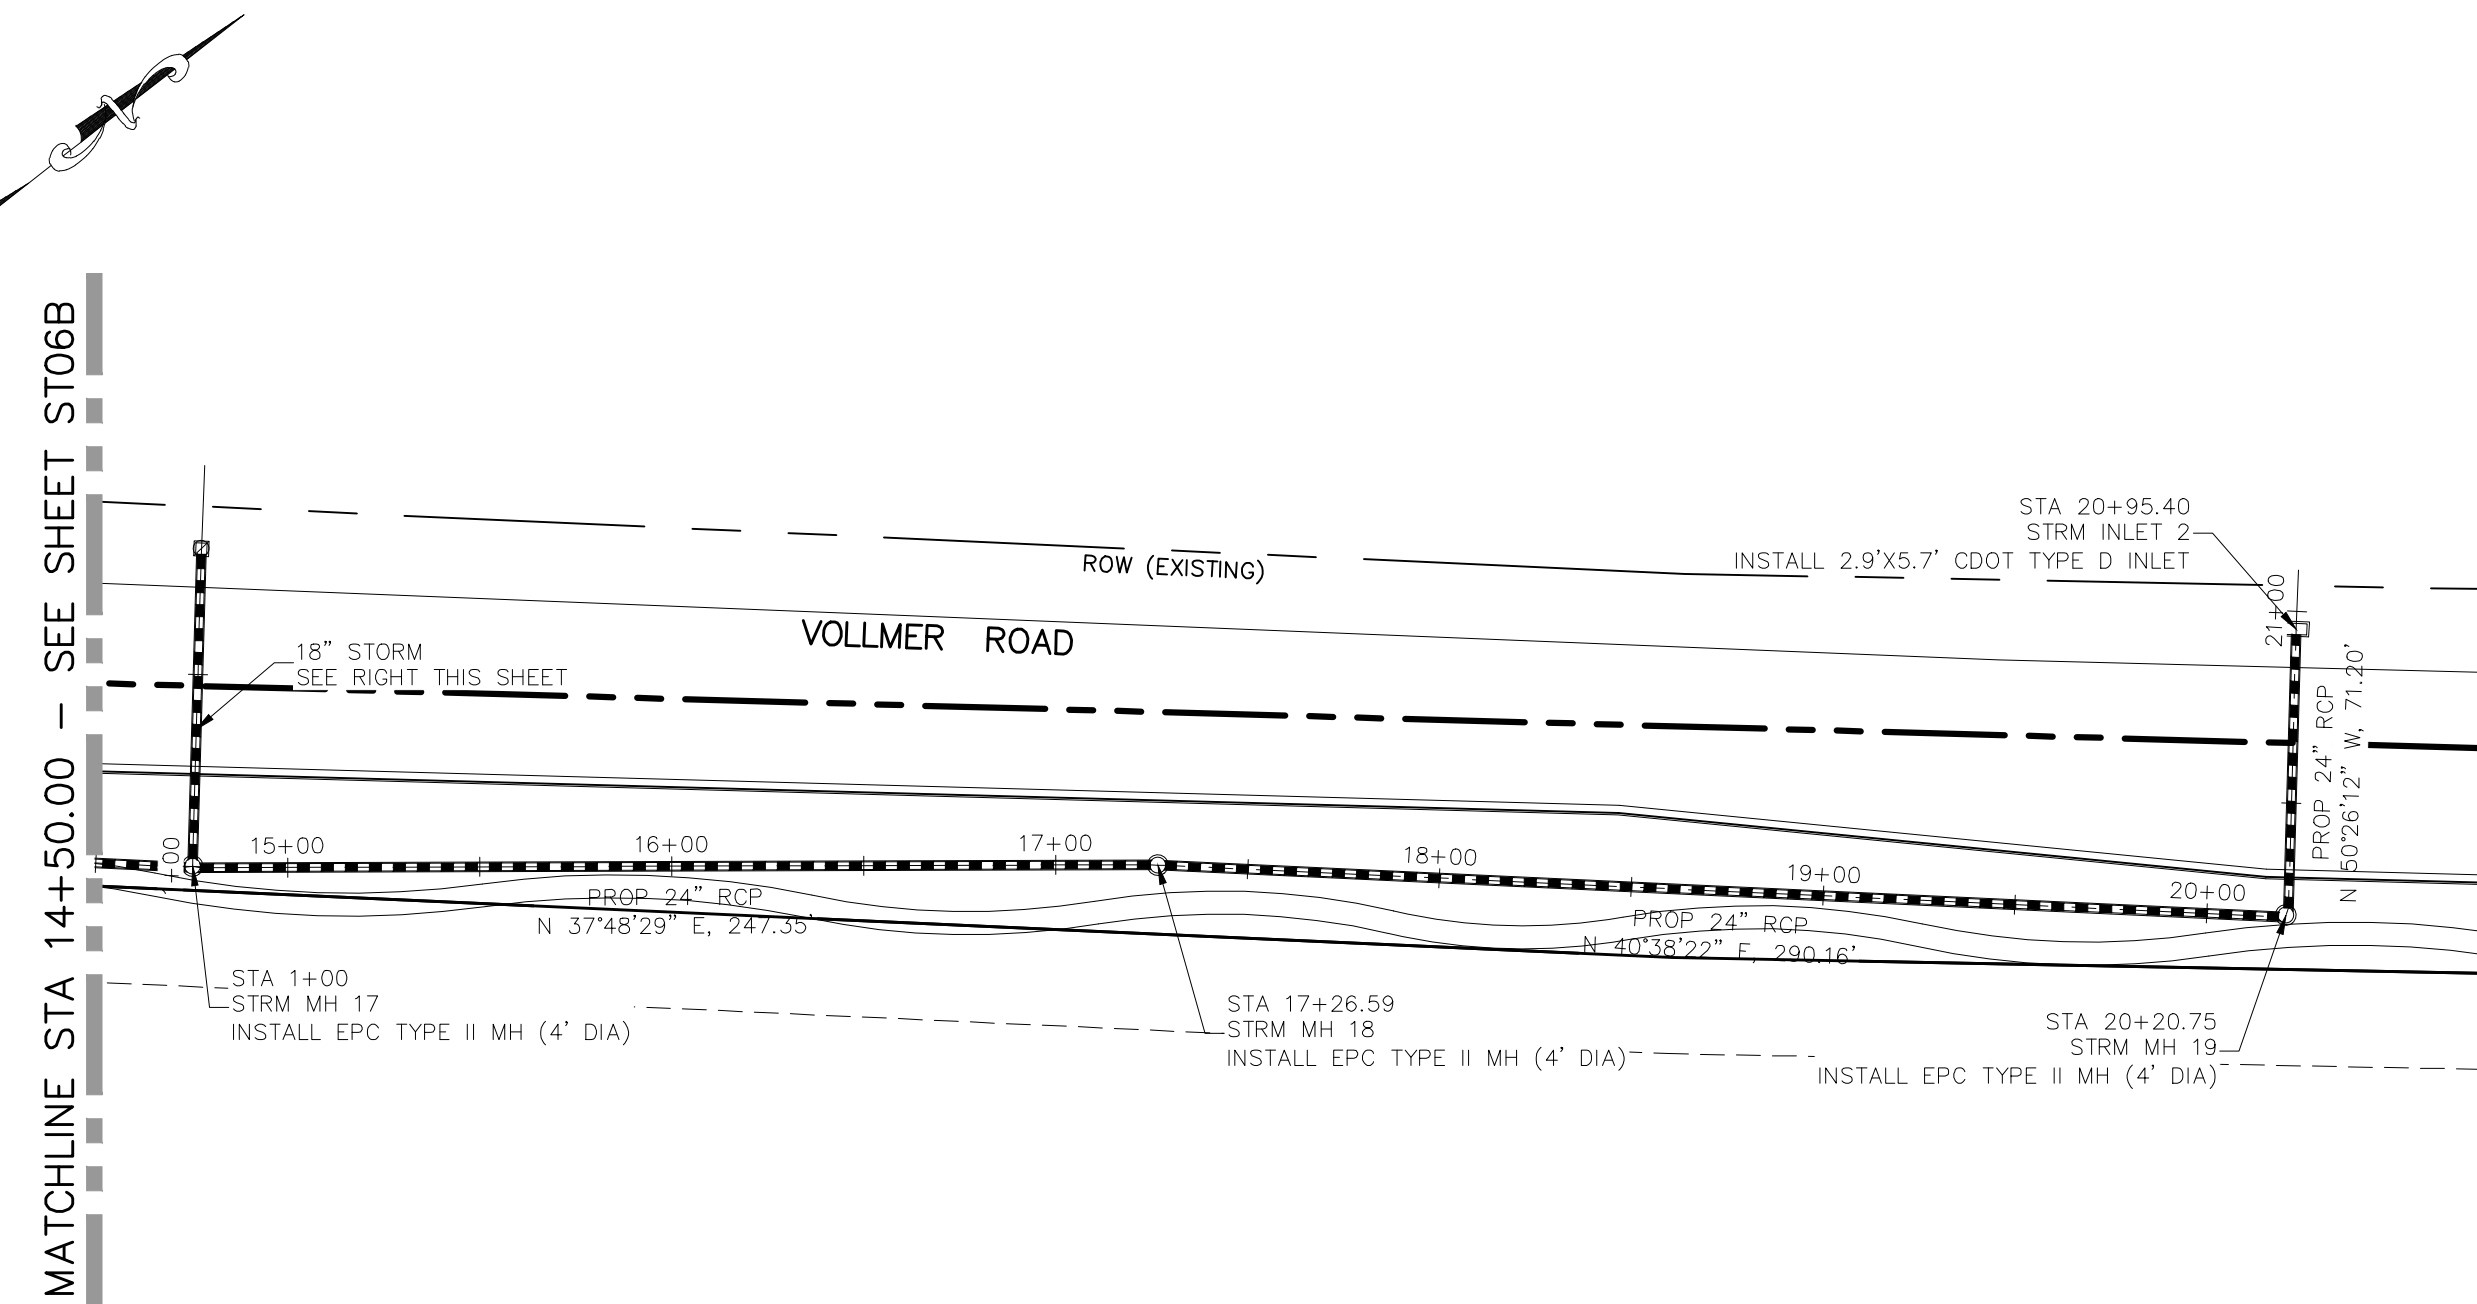 MATCHLINE STA 14+50.00 — SEE SHEET ST06B
ROW (EXISTING)
VOLLMER ROAD
STA 20+95.40
STRM INLET 2
INSTALL 2.9'X5.7' CDOT TYPE D INLET
21+00
18" STORM
SEE RIGHT THIS SHEET
PROP 24" RCP
N 50°26'12" W, 71.20'
+00
15+00
16+00
17+00
18+00
19+00
20+00
PROP 24" RCP
N 37°48'29" E, 247.35'
PROP 24" RCP
N 40°38'22" E, 290.16'
STA 1+00
STRM MH 17
INSTALL EPC TYPE II MH (4' DIA)
STA 17+26.59
STRM MH 18
INSTALL EPC TYPE II MH (4' DIA)
STA 20+20.75
STRM MH 19
INSTALL EPC TYPE II MH (4' DIA)